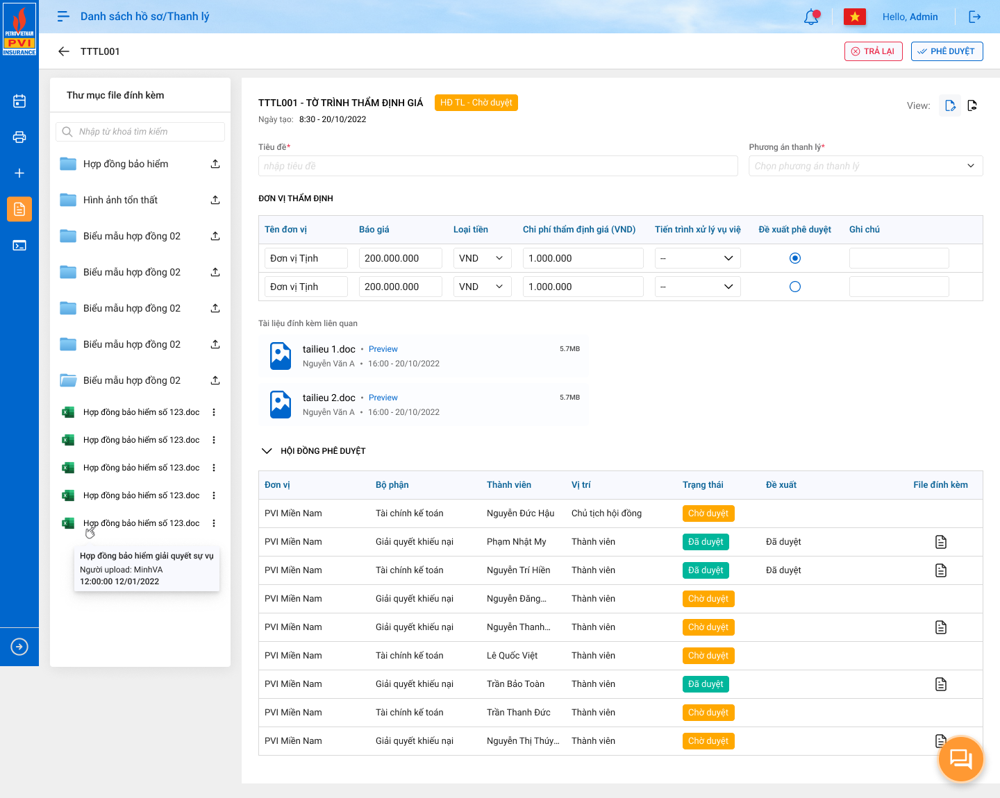 PETROVIETNAM
PVI
INSURANCE
Danh sách hồ sơ/Thanh lý
Hello, Admin
TTTL001
TRẢ LẠI
PHÊ DUYỆT
Thư mục file đính kèm
Nhập từ khoá tìm kiếm
Hợp đồng bảo hiểm
Hình ảnh tổn thất
Biểu mẫu hợp đồng 02
Biểu mẫu hợp đồng 02
Biểu mẫu hợp đồng 02
Biểu mẫu hợp đồng 02
Biểu mẫu hợp đồng 02
Hợp đồng bảo hiểm số 123.doc
Hợp đồng bảo hiểm số 123.doc
Hợp đồng bảo hiểm số 123.doc
Hợp đồng bảo hiểm số 123.doc
Hợp đồng bảo hiểm số 123.doc
Hợp đồng bảo hiểm giải quyết sự vụ
Người upload: MinhVA
12:00:00 12/01/2022
TTTL001 - TỜ TRÌNH THẨM ĐỊNH GIÁ HĐ TL - Chờ duyệt
View:
Ngày tạo: 8:30 - 20/10/2022
Tiêu đề* Phương án thanh lý*
nhập tiêu đề Chọn phương án thanh lý
ĐƠN VỊ THẨM ĐỊNH
Tên đơn vị Báo giá Loại tiền Chi phí thẩm định giá (VND) Tiến trình xử lý vụ việ Đề xuất phê duyệt Ghi chú
Đơn vị Tịnh 200.000.000 VND 1.000.000 --
Đơn vị Tịnh 200.000.000 VND 1.000.000 --
Tài liệu đính kèm liên quan
tailieu 1.doc • Preview 5.7MB
Nguyễn Văn A • 16:00 - 20/10/2022
tailieu 2.doc • Preview 5.7MB
Nguyễn Văn A • 16:00 - 20/10/2022
HỘI ĐỒNG PHÊ DUYỆT
Đơn vị Bộ phận Thành viên Vị trí Trạng thái Đề xuất File đính kèm
PVI Miền Nam Tài chính kế toán Nguyễn Đức Hậu Chủ tịch hội đồng Chờ duyệt
PVI Miền Nam Giải quyết khiếu nại Phạm Nhật My Thành viên Đã duyệt Đã duyệt
PVI Miền Nam Tài chính kế toán Nguyễn Trí Hiền Thành viên Đã duyệt Đã duyệt
PVI Miền Nam Giải quyết khiếu nại Nguyễn Đăng... Thành viên Chờ duyệt
PVI Miền Nam Giải quyết khiếu nại Nguyễn Thanh... Thành viên Chờ duyệt
PVI Miền Nam Tài chính kế toán Lê Quốc Việt Thành viên Chờ duyệt
PVI Miền Nam Giải quyết khiếu nại Trần Bảo Toàn Thành viên Đã duyệt
PVI Miền Nam Tài chính kế toán Trần Thanh Đức Thành viên Chờ duyệt
PVI Miền Nam Giải quyết khiếu nại Nguyễn Thị Thúy... Thành viên Chờ duyệt